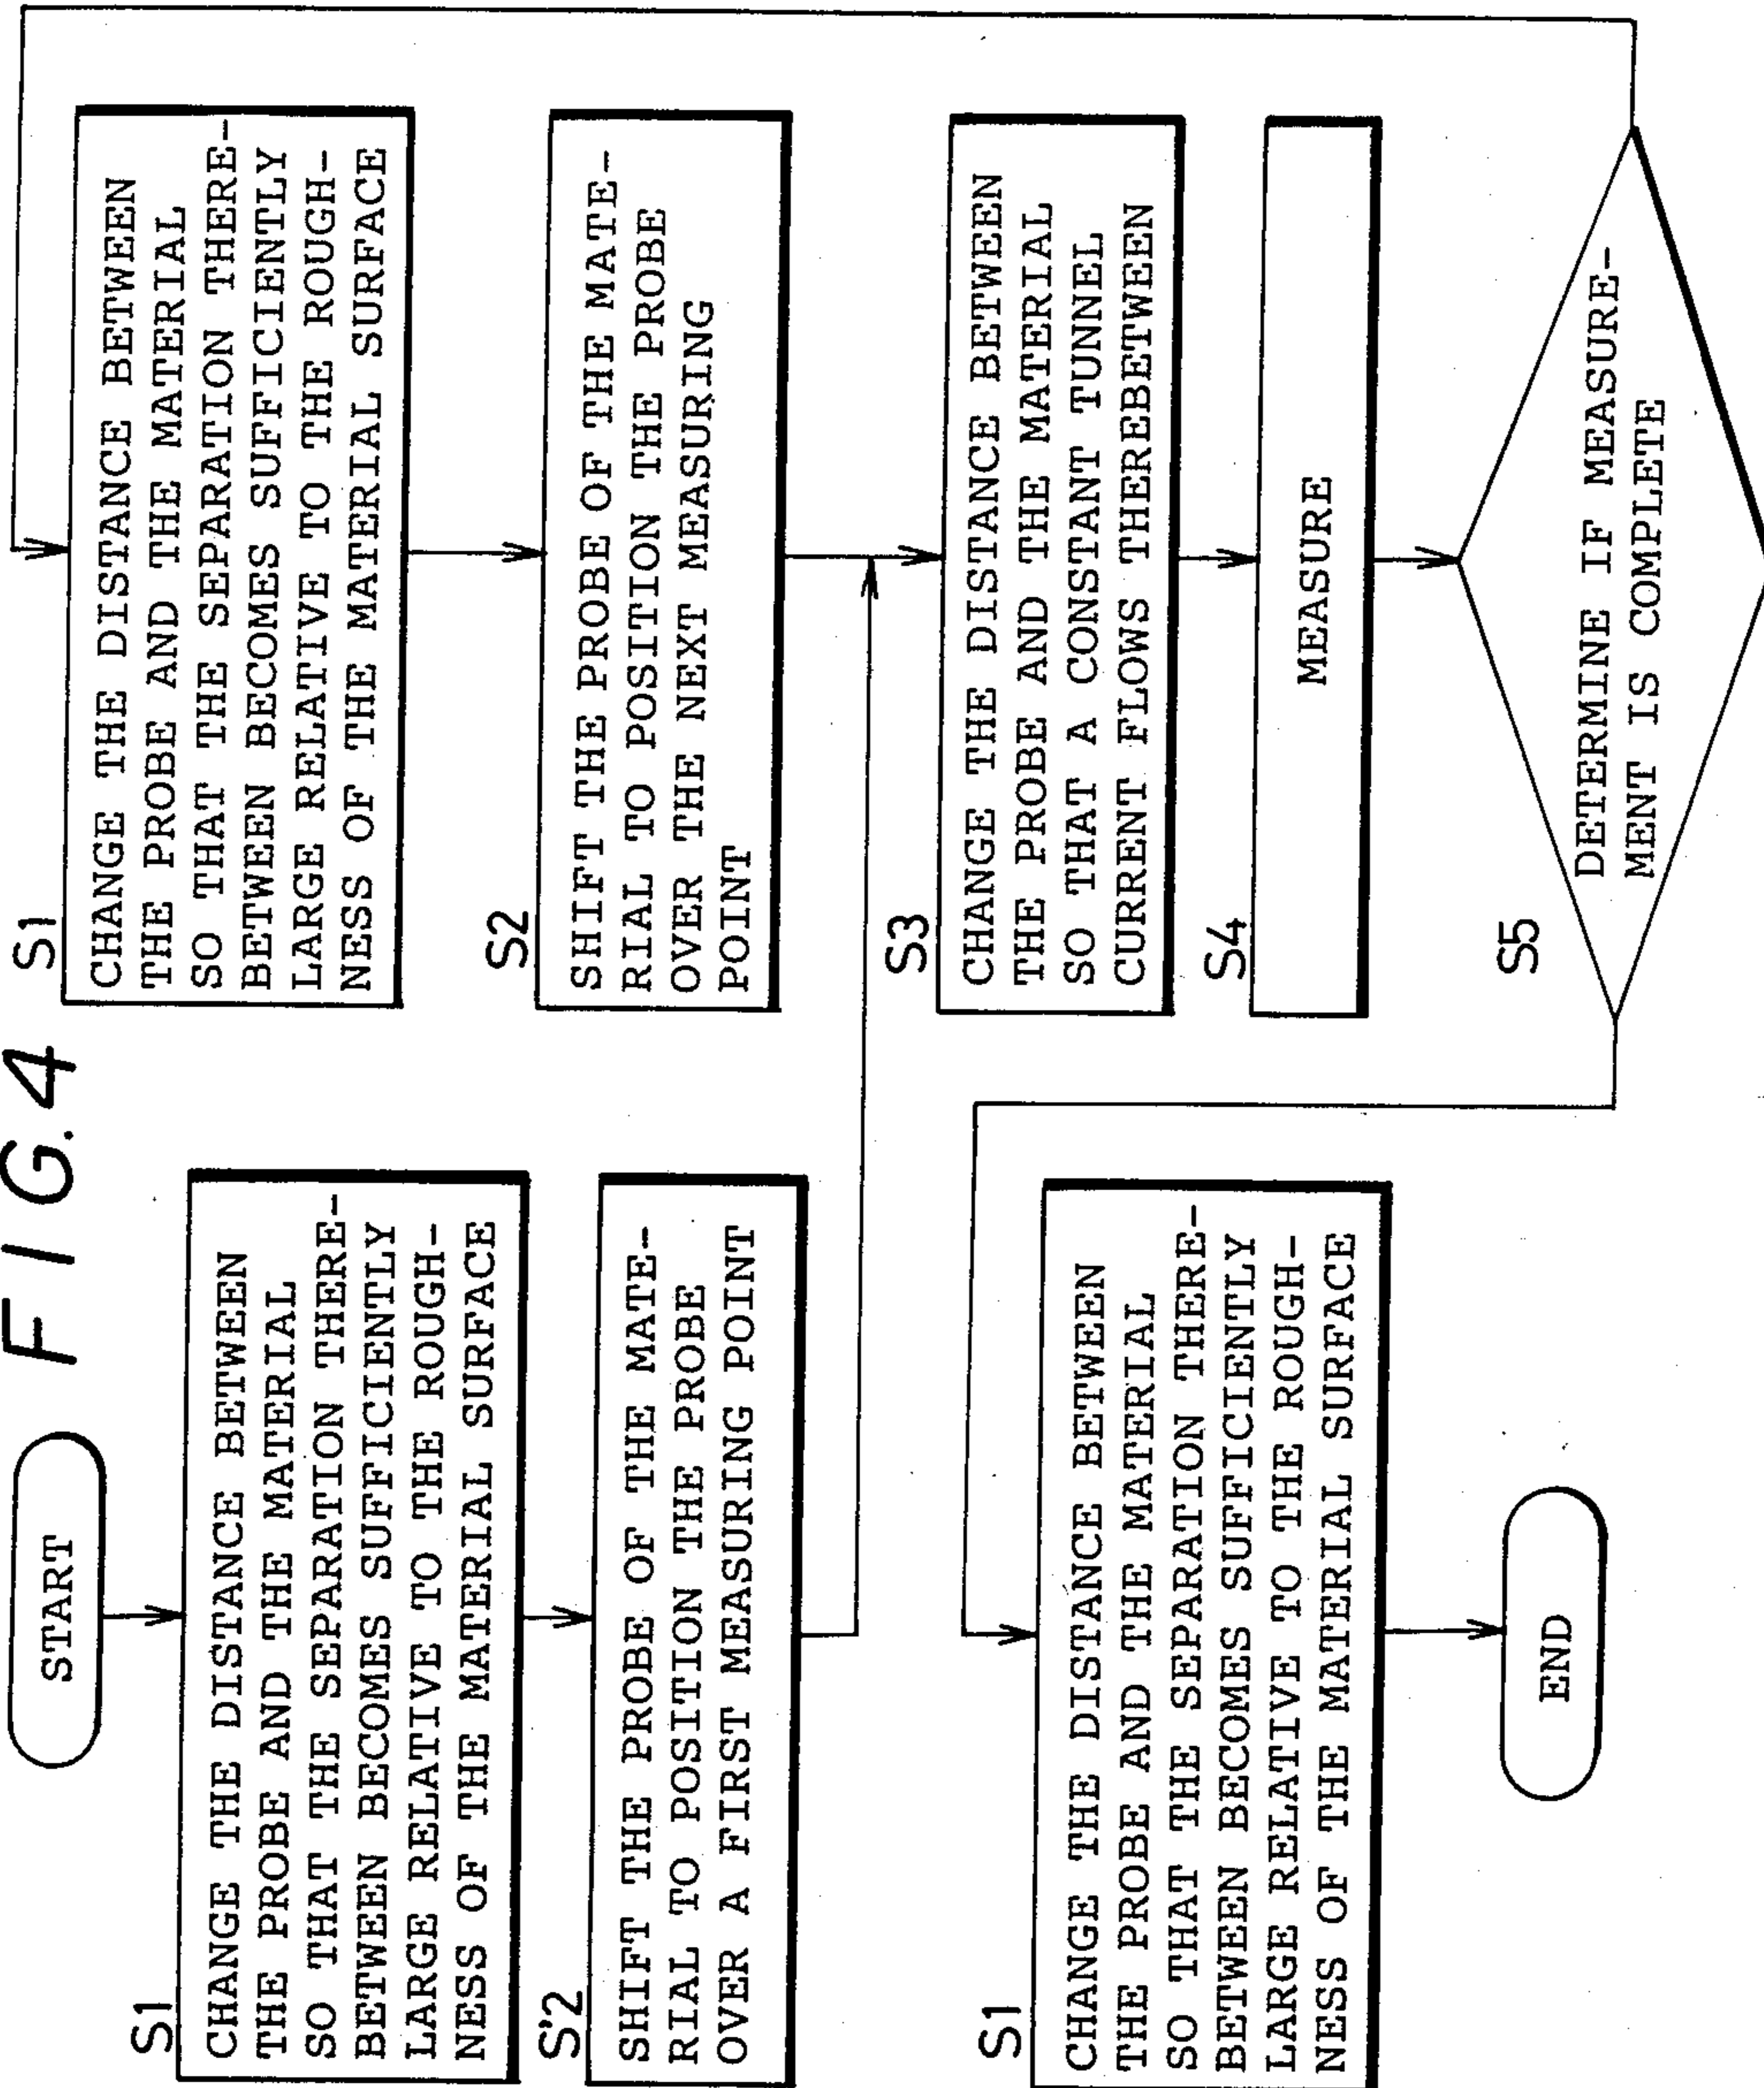 FIG.4
START
S1
CHANGE THE DISTANCE BETWEEN
THE PROBE AND THE MATERIAL
SO THAT THE SEPARATION THERE-
BETWEEN BECOMES SUFFICIENTLY
LARGE RELATIVE TO THE ROUGH-
NESS OF THE MATERIAL SURFACE
S'2
SHIFT THE PROBE OF THE MATE-
RIAL TO POSITION THE PROBE
OVER A FIRST MEASURING POINT
S1
CHANGE THE DISTANCE BETWEEN
THE PROBE AND THE MATERIAL
SO THAT THE SEPARATION THERE-
BETWEEN BECOMES SUFFICIENTLY
LARGE RELATIVE TO THE ROUGH-
NESS OF THE MATERIAL SURFACE
END
S1
CHANGE THE DISTANCE BETWEEN
THE PROBE AND THE MATERIAL
SO THAT THE SEPARATION THERE-
BETWEEN BECOMES SUFFICIENTLY
LARGE RELATIVE TO THE ROUGH-
NESS OF THE MATERIAL SURFACE
S2
SHIFT THE PROBE OF THE MATE-
RIAL TO POSITION THE PROBE
OVER THE NEXT MEASURING
POINT
S3
CHANGE THE DISTANCE BETWEEN
THE PROBE AND THE MATERIAL
SO THAT A CONSTANT TUNNEL
CURRENT FLOWS THEREBETWEEN
S4
MEASURE
S5
DETERMINE IF MEASURE-
MENT IS COMPLETE